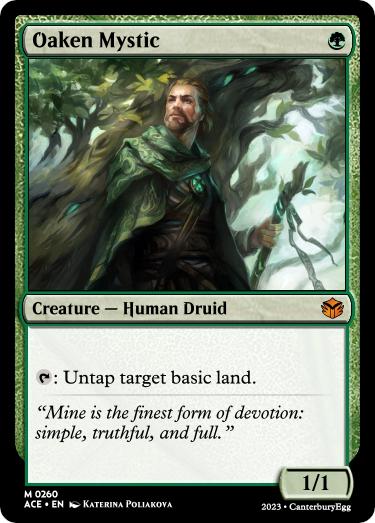 Oaken Mystic
Creature — Human Druid
: Untap target basic land.
“Mine is the finest form of devotion:
simple, truthful, and full.”
1/1
M 0260
ACE • EN Katerina Poliakova
2023 • CanterburyEgg